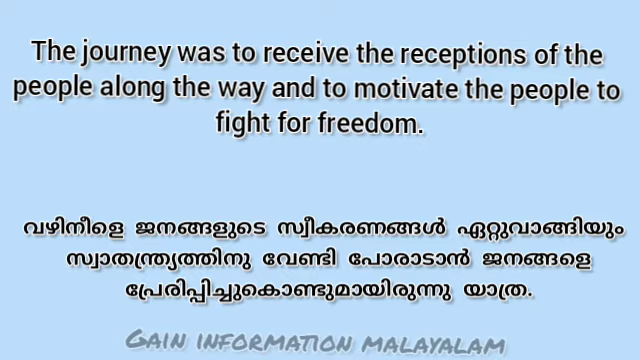 The journey was to receive the receptions of the
people along the way and to motivate the people to
fight for freedom.
വഴിനീളെ ജനങ്ങളുടെ സ്വീകരണങ്ങൾ ഏറ്റുവാങ്ങിയും
സ്വാതന്ത്ര്യത്തിനു വേണ്ടി പോരാടാൻ ജനങ്ങളെ
പ്രേരിപ്പിച്ചുകൊണ്ടുമായിരുന്നു യാത്ര.
GAIN INFORMATION MALAYALAM